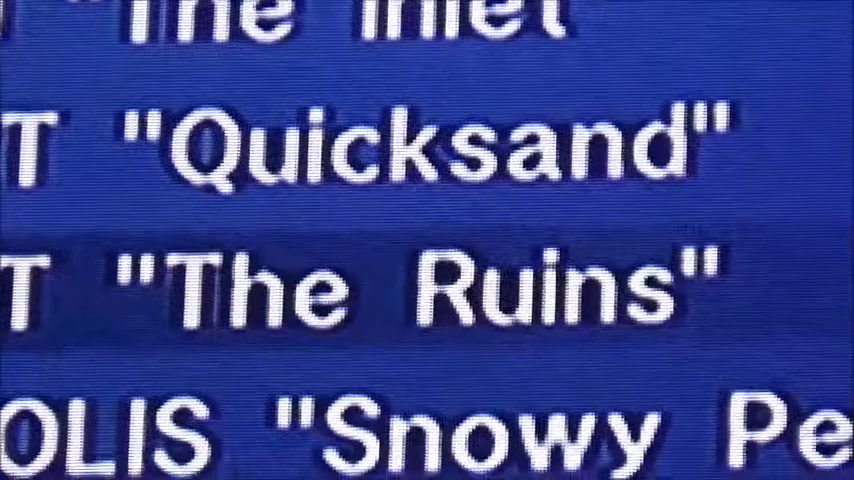 "The Inlet
T "Quicksand"
T "The Ruins"
OLIS "Snowy Pe